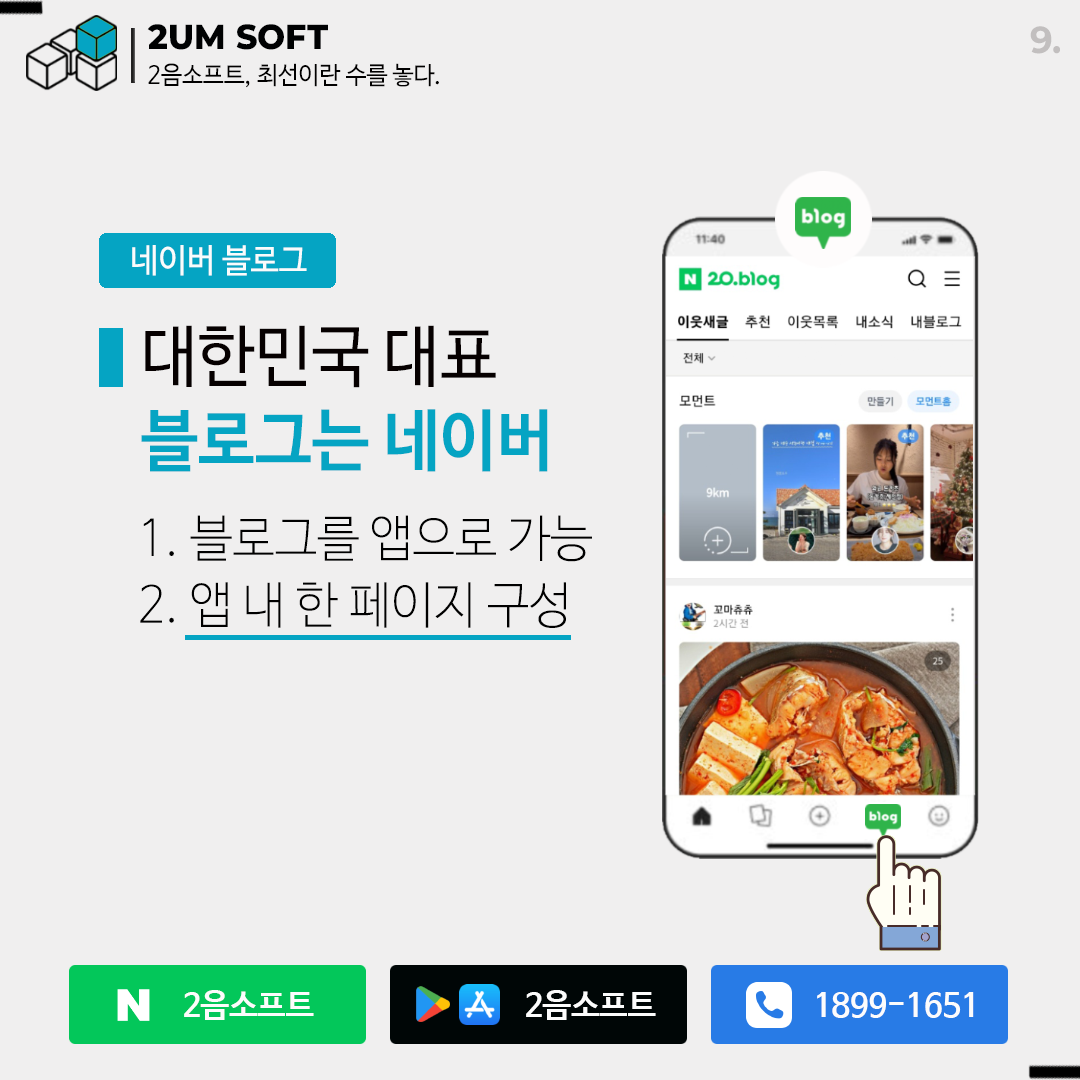 2UM SOFT
2음소프트, 최선이란 수를 놓다.
9.
네이버 블로그
대한민국 대표
블로그는 네이버
1. 블로그를 앱으로 가능
2. 앱 내 한 페이지 구성
blog
11:40
N 20.blog
이웃새글 추천 이웃목록 내소식 내블로그
전체
모먼트 만들기 모먼트홈
추천 추천
9km
꼬마츄츄
2시간 전
25
blog
N 2음소프트
2음소프트
1899-1651